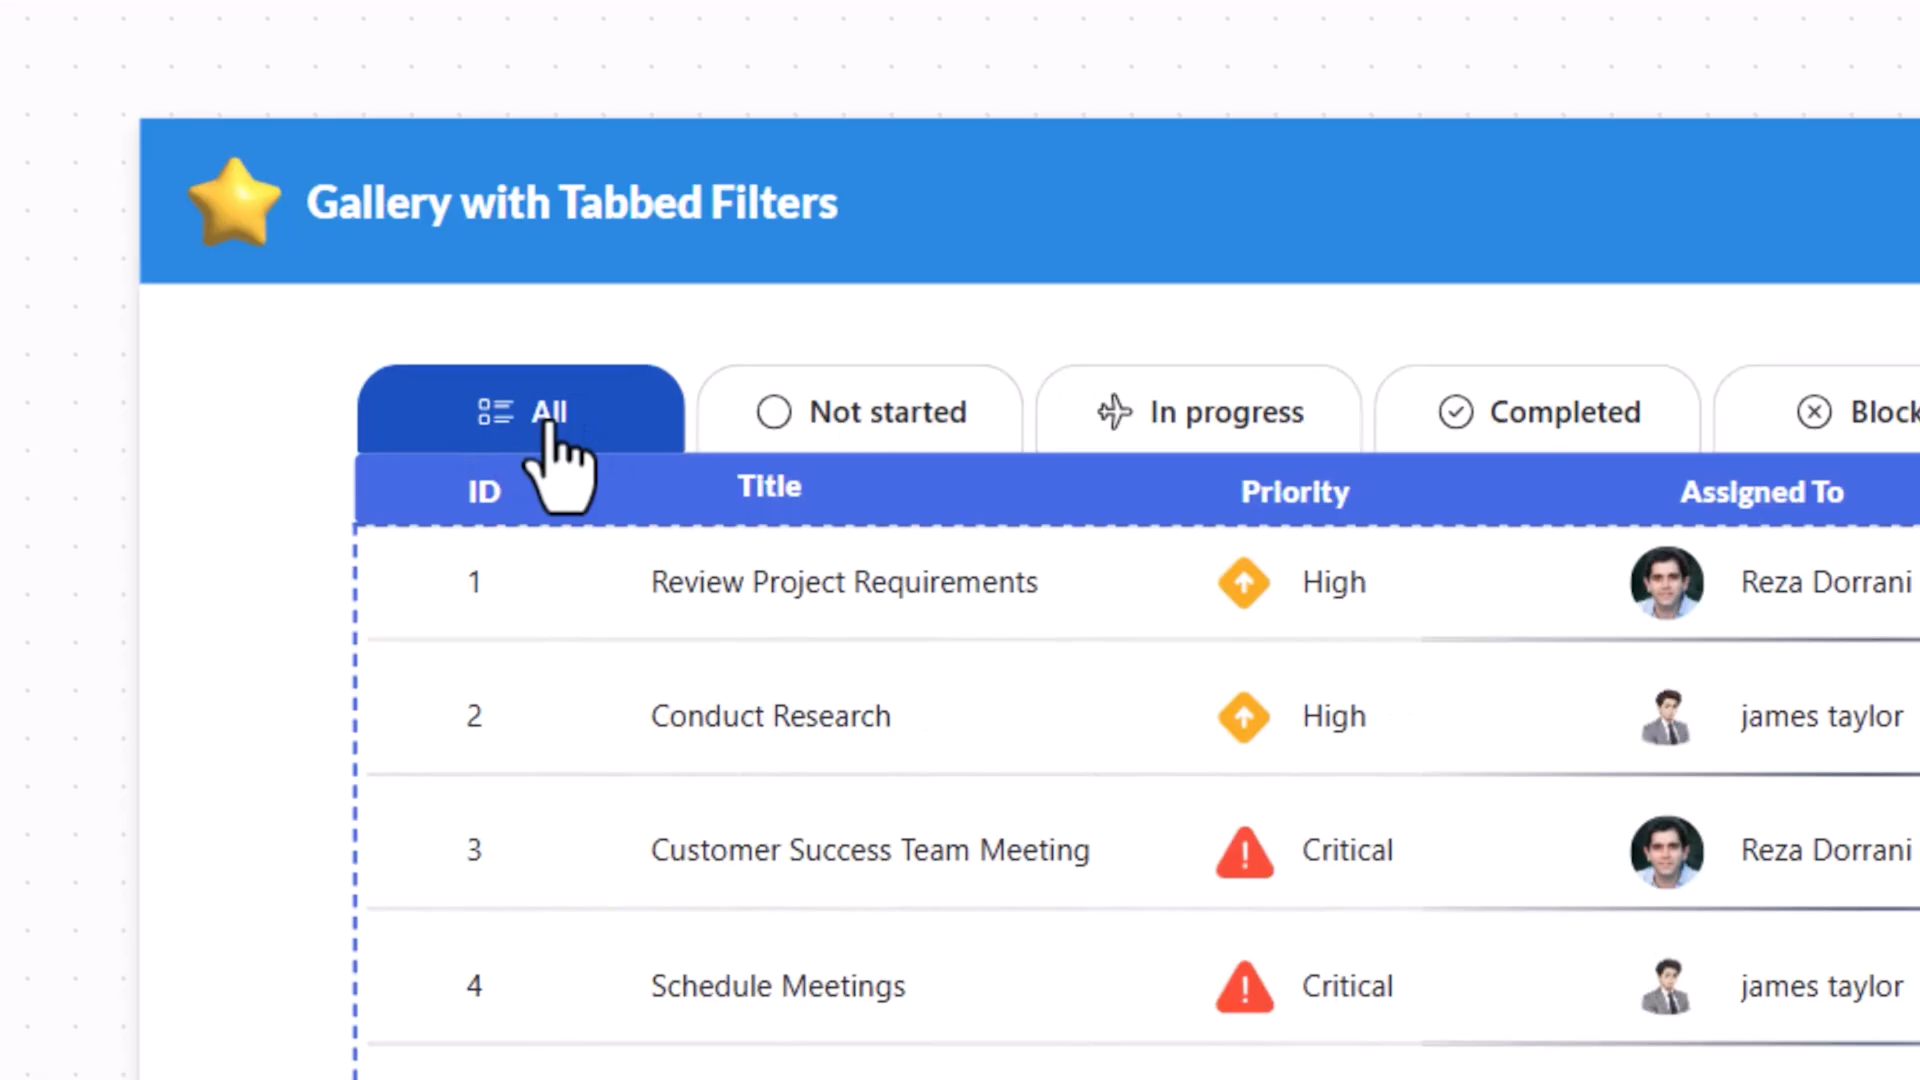 Gallery with Tabbed Filters
All Not started In progress Completed Block
ID Title Priority Assigned To
1 Review Project Requirements High Reza Dorrani
2 Conduct Research High james taylor
3 Customer Success Team Meeting Critical Reza Dorrani
4 Schedule Meetings Critical james taylor